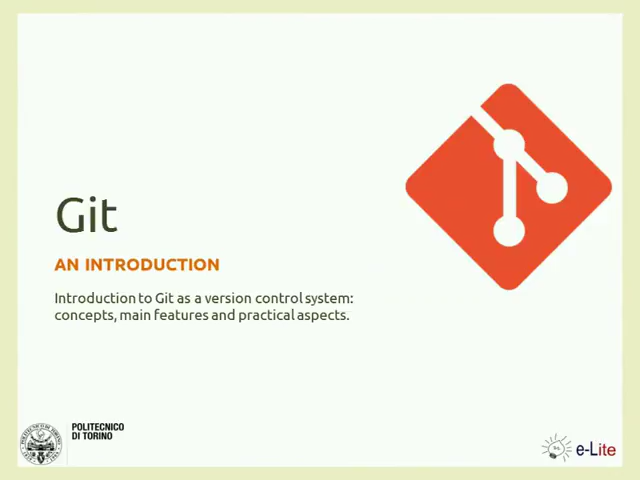 Git
AN INTRODUCTION
Introduction to Git as a version control system:
concepts, main features and practical aspects.
POLITECNICO
DI TORINO
e-Lite